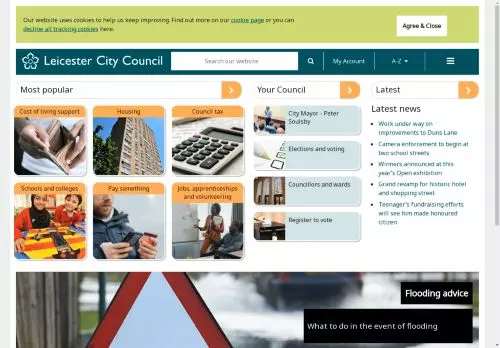 Our website uses cookies to help us keep improving. Find out more on our cookie page or you can
decline all tracking cookies here.
Agree & Close
Leicester City Council
Search our website
My Account
A-Z
Most popular
Your Council
Latest
Cost of living support
Housing
Council tax
Schools and colleges
Pay something
Jobs, apprenticeships
and volunteering
City Mayor - Peter
Soulsby
Elections and voting
Councillors and wards
Register to vote
Latest news
Work under way on
improvements to Duns Lane
Camera enforcement to begin at
two school streets
Winners announced at this
year's Open exhibition
Grand revamp for historic hotel
and shopping street
Teenager's fundraising efforts
will see him made honoured
citizen
Flooding advice
What to do in the event of flooding